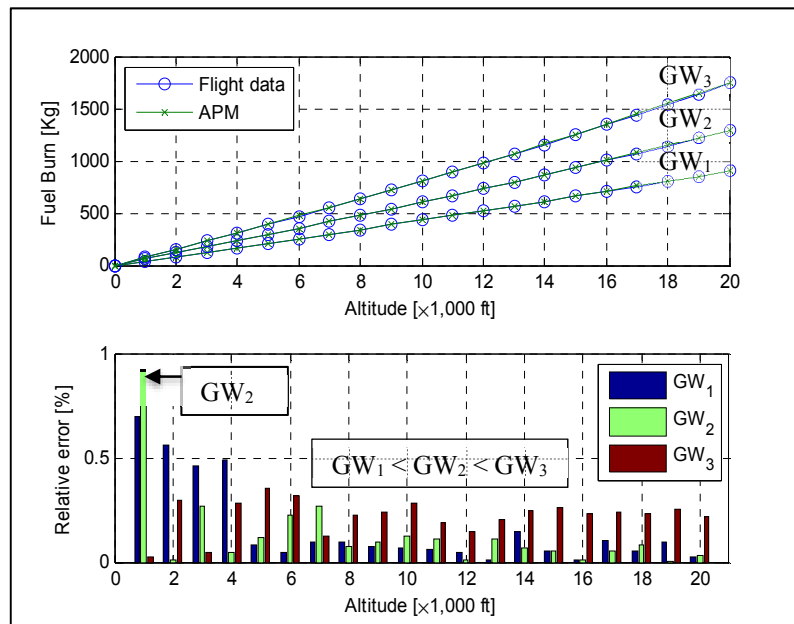 2000
1500
1000
500
0
Fuel Burn [Kg]
Flight data
APM
GW3
GW2
GW1
0 2 4 6 8 10 12 14 16 18 20
Altitude [×1,000 ft]
1
0.5
0
Relative error [%]
GW2
GW1 < GW2 < GW3
GW1
GW2
GW3
0 2 4 6 8 10 12 14 16 18 20
Altitude [×1,000 ft]